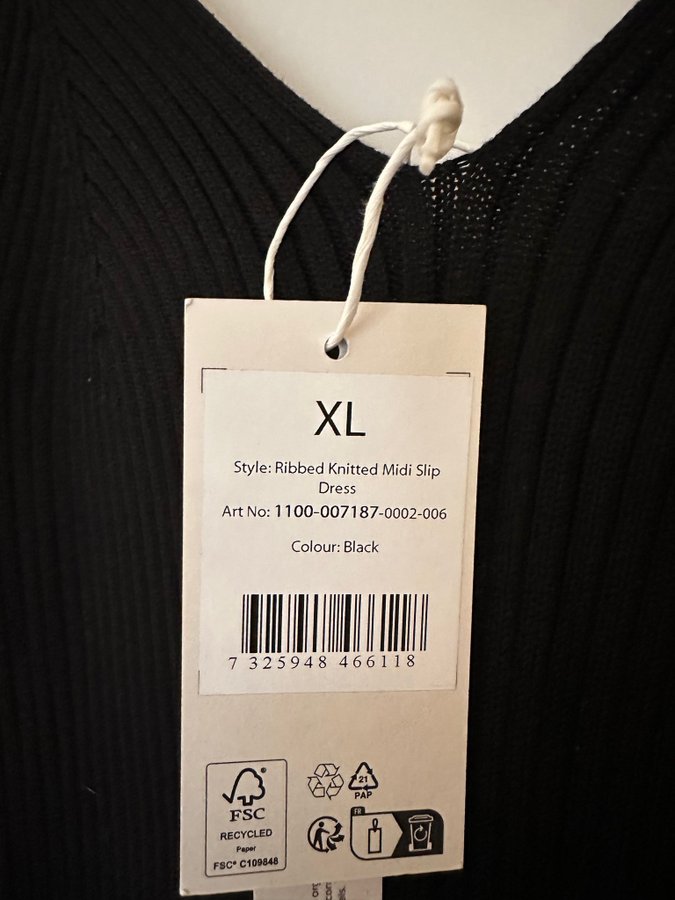 XL
Style: Ribbed Knitted Midi Slip
Dress
Art No: 1100-007187-0002-006
Colour: Black
7 325948 466118
FSC®
RECYCLED
Paper
FSC® C109848
21
PAP
FR